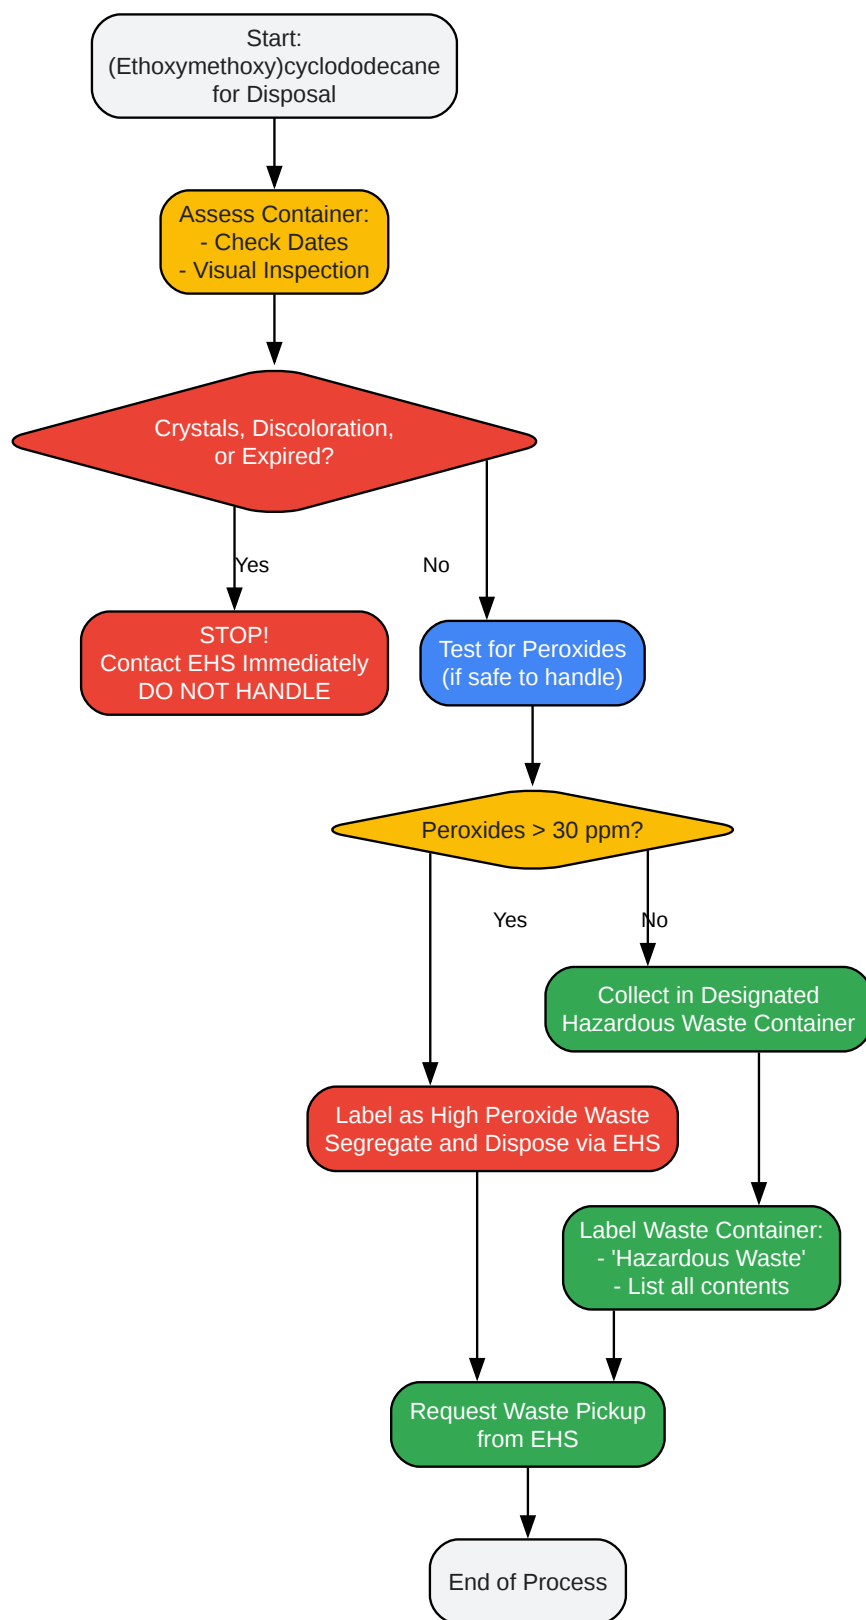 Start:
(Ethoxymethoxy)cyclododecane
for Disposal
Assess Container:
- Check Dates
- Visual Inspection
Crystals, Discoloration,
or Expired?
Yes
No
STOP!
Contact EHS Immediately
DO NOT HANDLE
Test for Peroxides
(if safe to handle)
Peroxides > 30 ppm?
Yes
No
Collect in Designated
Hazardous Waste Container
Label as High Peroxide Waste
Segregate and Dispose via EHS
Label Waste Container:
- 'Hazardous Waste'
- List all contents
Request Waste Pickup
from EHS
End of Process